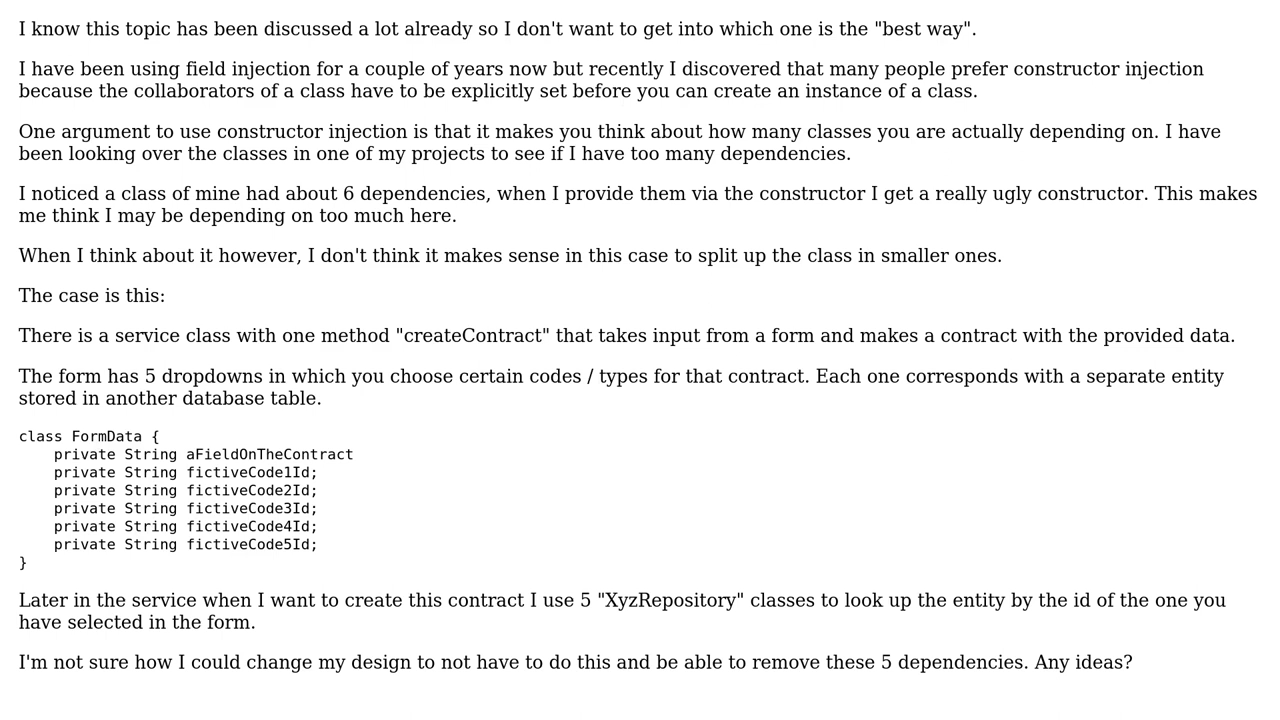 I know this topic has been discussed a lot already so I don't want to get into which one is the "best way".
I have been using field injection for a couple of years now but recently I discovered that many people prefer constructor injection
because the collaborators of a class have to be explicitly set before you can create an instance of a class.
One argument to use constructor injection is that it makes you think about how many classes you are actually depending on. I have
been looking over the classes in one of my projects to see if I have too many dependencies.
I noticed a class of mine had about 6 dependencies, when I provide them via the constructor I get a really ugly constructor. This makes
me think I may be depending on too much here.
When I think about it however, I don't think it makes sense in this case to split up the class in smaller ones.
The case is this:
There is a service class with one method "createContract" that takes input from a form and makes a contract with the provided data.
The form has 5 dropdowns in which you choose certain codes / types for that contract. Each one corresponds with a separate entity
stored in another database table.
class FormData {
    private String aFieldOnTheContract
    private String fictiveCode1Id;
    private String fictiveCode2Id;
    private String fictiveCode3Id;
    private String fictiveCode4Id;
    private String fictiveCode5Id;
}
Later in the service when I want to create this contract I use 5 "XyzRepository" classes to look up the entity by the id of the one you
have selected in the form.
I'm not sure how I could change my design to not have to do this and be able to remove these 5 dependencies. Any ideas?